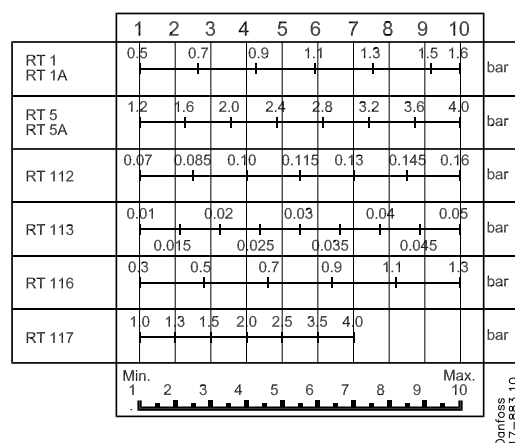 1 2 3 4 5 6 7 8 9 10
RT 1
RT 1A
0.5 0.7 0.9 1.1 1.3 1.5 1.6
bar
RT 5
RT 5A
1.2 1.6 2.0 2.4 2.8 3.2 3.6 4.0
bar
RT 112
0.07 0.085 0.10 0.115 0.13 0.145 0.16
bar
RT 113
0.01 0.02 0.03 0.04 0.05
0.015 0.025 0.035 0.045
bar
RT 116
0.3 0.5 0.7 0.9 1.1 1.3
bar
RT 117
1.0 1.3 1.5 2.0 2.5 3.5 4.0
bar
Min. Max.
1 2 3 4 5 6 7 8 9 10
Danfoss